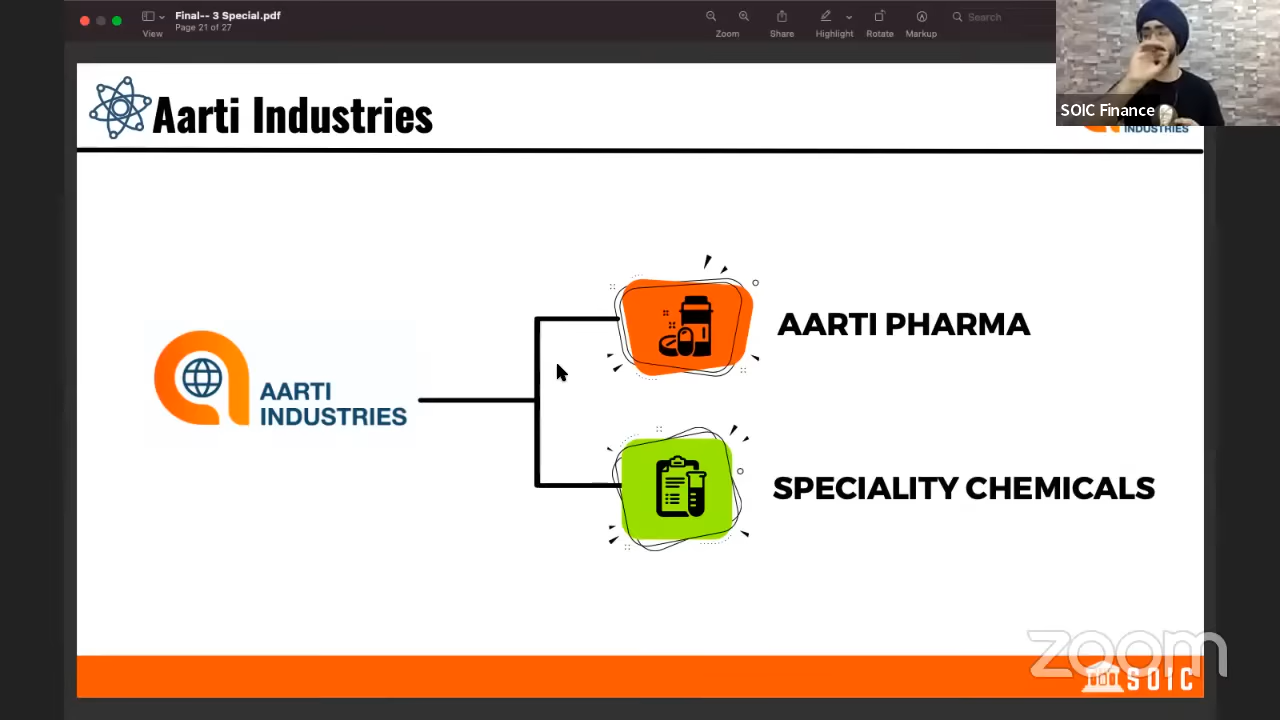 Final-- 3 Special.pdf
Page 21 of 27
View
Zoom
Share
Highlight
Rotate
Markup
Search
SOIC Finance
INDUSTRIES
Aarti Industries
AARTI PHARMA
AARTI
INDUSTRIES
SPECIALITY CHEMICALS
zoom
SOIC